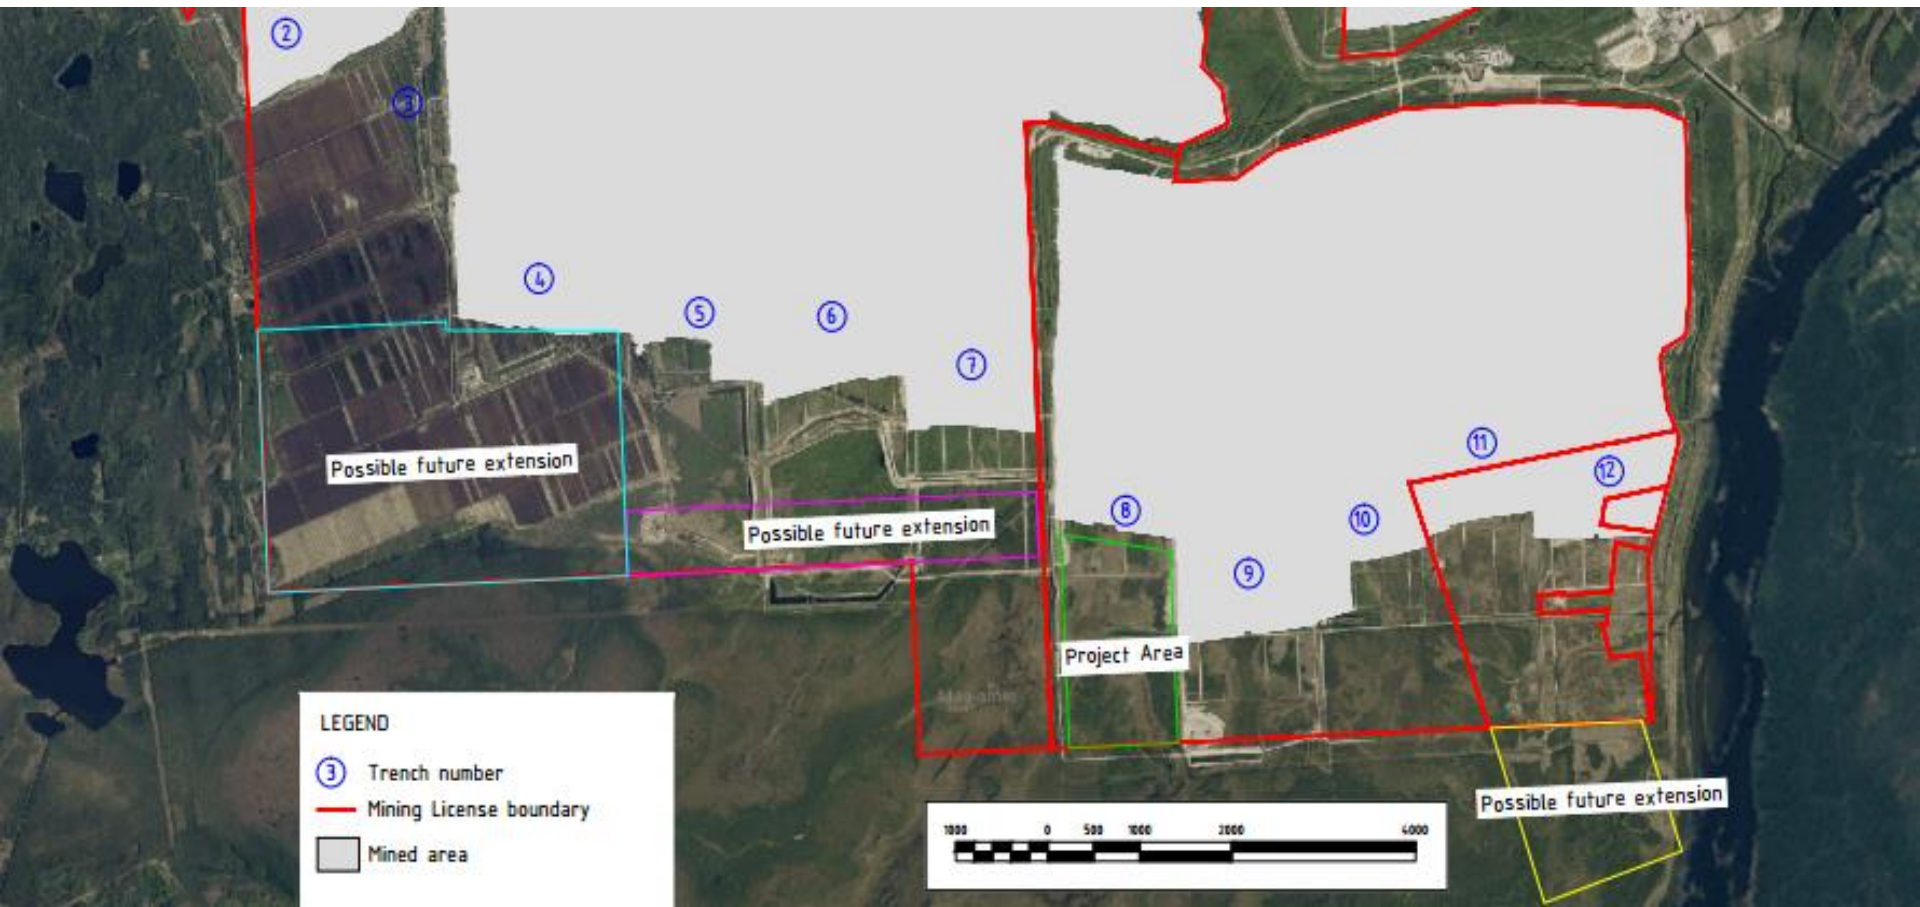 2
3
4
5
6
7
8
9
10
11
12
Possible future extension
Possible future extension
Project Area
Possible future extension
LEGEND
3 Trench number
Mining License boundary
Mined area
1000 0 500 1000 2000 4000